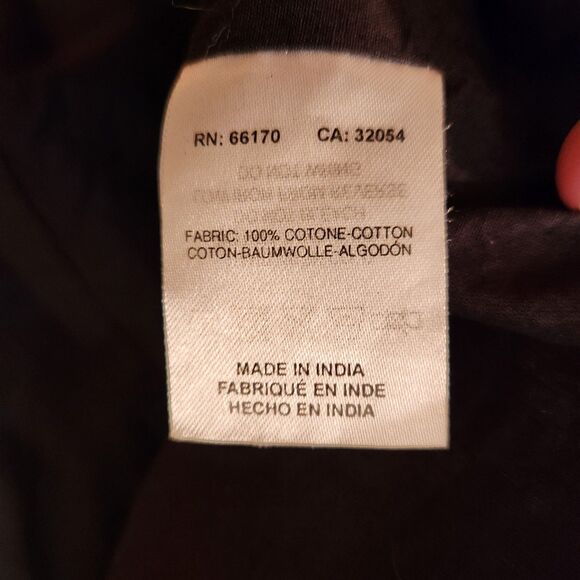 RN: 66170 CA: 32054
FABRIC: 100% COTONE-COTTON
COTON-BAUMWOLLE-ALGODÓN
MADE IN INDIA
FABRIQUÉ EN INDE
HECHO EN INDIA